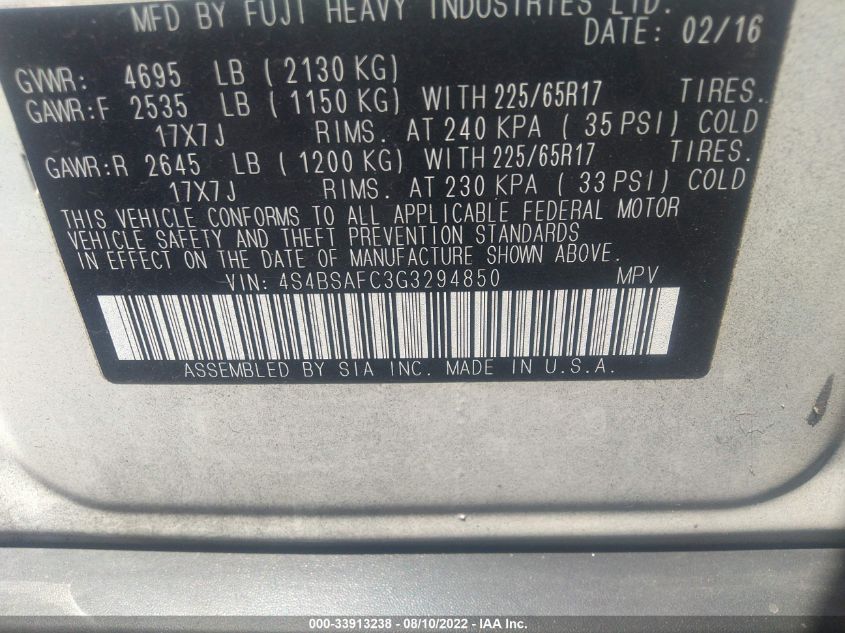 MFD BY FUJI HEAVY INDUSTRIES LTD.
DATE: 02/16
GVWR: 4695 LB (2130 KG)
GAWR:F 2535 LB (1150 KG) WITH 225/65R17 TIRES.
17X7J RIMS. AT 240 KPA (35 PSI) COLD
GAWR:R 2645 LB (1200 KG) WITH 225/65R17 TIRES.
17X7J RIMS. AT 230 KPA (33 PSI) COLD
THIS VEHICLE CONFORMS TO ALL APPLICABLE FEDERAL MOTOR
VEHICLE SAFETY AND THEFT PREVENTION STANDARDS
IN EFFECT ON THE DATE OF MANUFACTURE SHOWN ABOVE.
VIN: 4S4BSAFC3G3294850 MPV
ASSEMBLED BY SIA INC. MADE IN U.S.A.
000-33913238 - 08/10/2022 - IAA Inc.